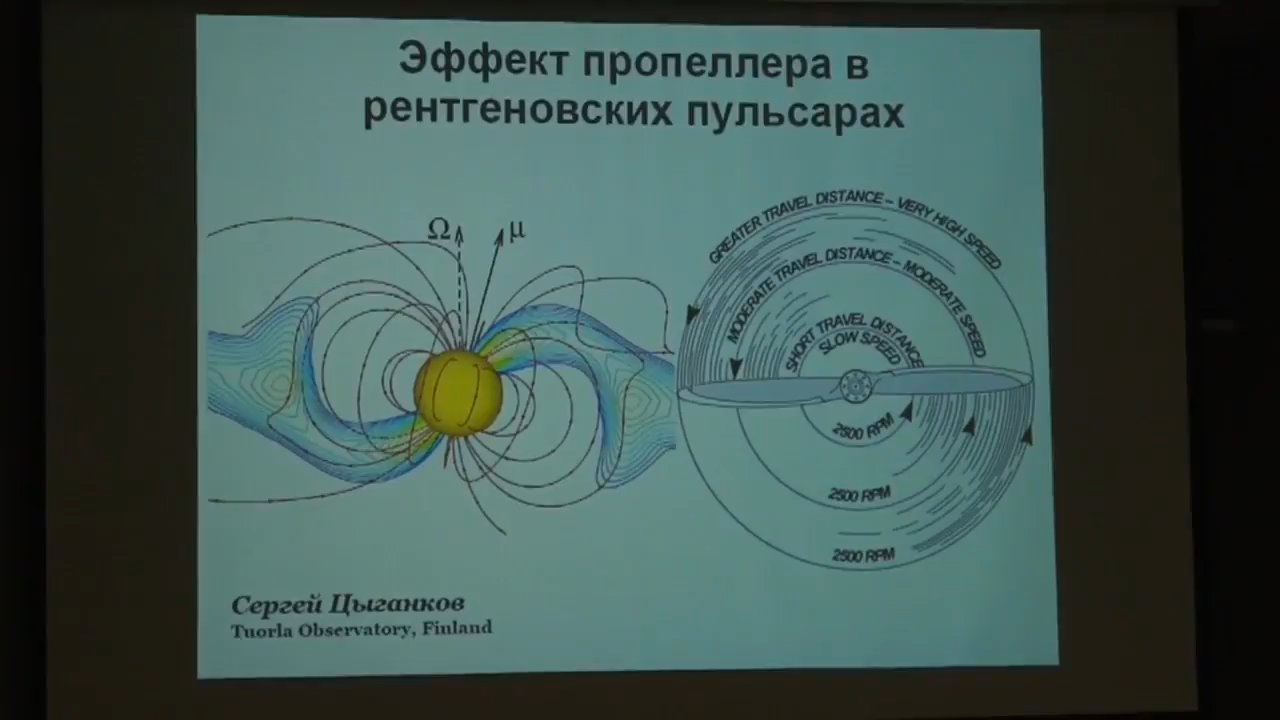 Эффект пропеллера в
рентгеновских пульсарах
Ω
μ
GREATER TRAVEL DISTANCE – VERY HIGH SPEED
MODERATE TRAVEL DISTANCE – MODERATE SPEED
SHORT TRAVEL DISTANCE
SLOW SPEED
2500 RPM
2500 RPM
2500 RPM
Сергей Цыганков
Tuorla Observatory, Finland